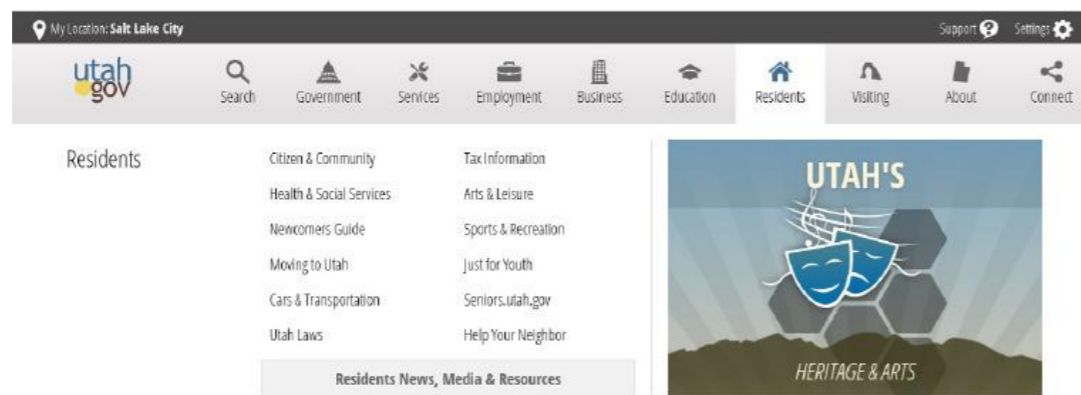 My Location: Salt Lake City
Support ?
Settings
utah
gov
Search
Government
Services
Employment
Business
Education
Residents
Visiting
About
Connect
Residents
Citizen & Community
Health & Social Services
Newcomers Guide
Moving to Utah
Cars & Transportation
Utah Laws
Tax Information
Arts & Leisure
Sports & Recreation
Just for Youth
Seniors.utah.gov
Help Your Neighbor
Residents News, Media & Resources
UTAH'S
HERITAGE & ARTS